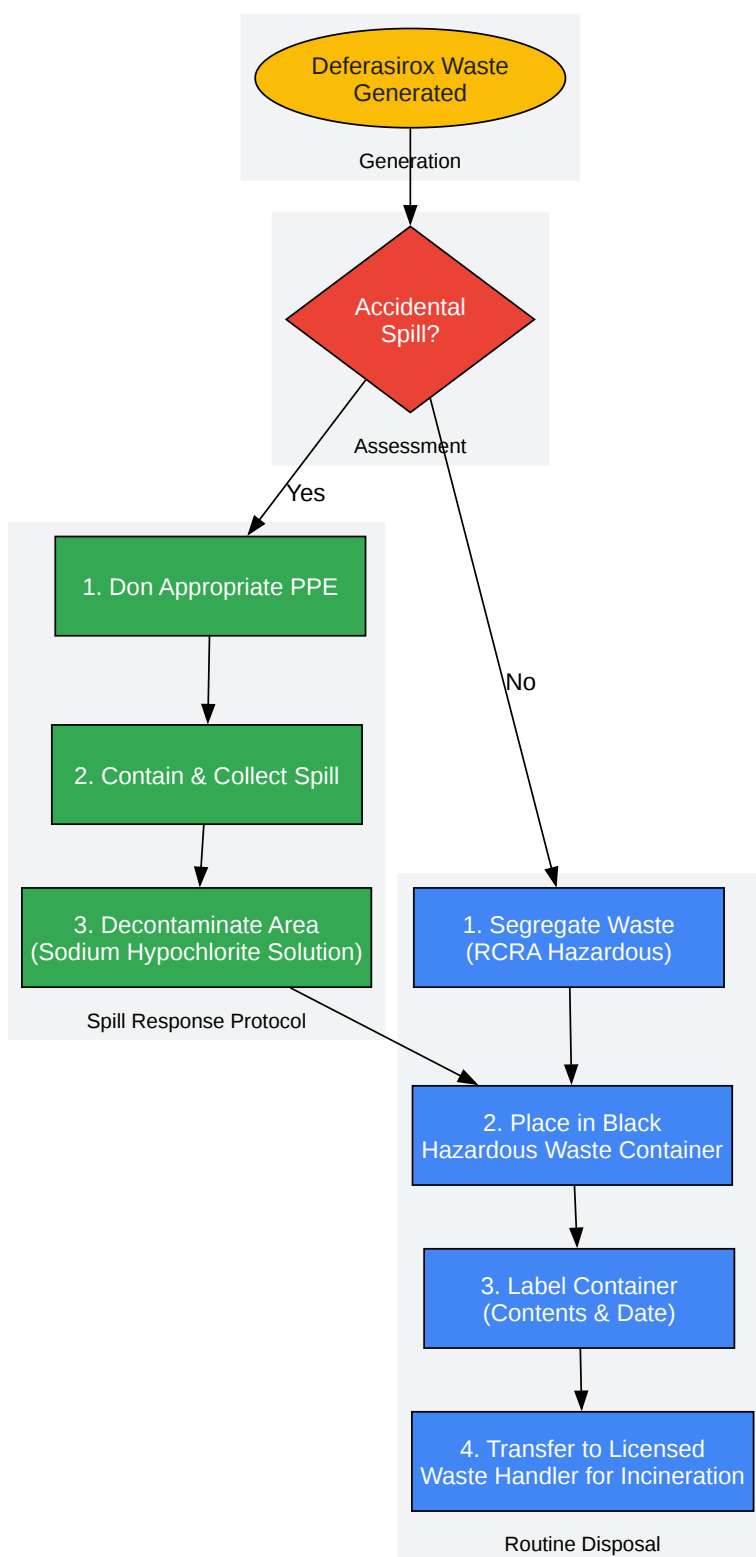 Deferasirox Waste
Generated
Generation
Accidental
Spill?
Assessment
Yes
No
1. Don Appropriate PPE
2. Contain & Collect Spill
3. Decontaminate Area
(Sodium Hypochlorite Solution)
Spill Response Protocol
1. Segregate Waste
(RCRA Hazardous)
2. Place in Black
Hazardous Waste Container
3. Label Container
(Contents & Date)
4. Transfer to Licensed
Waste Handler for Incineration
Routine Disposal